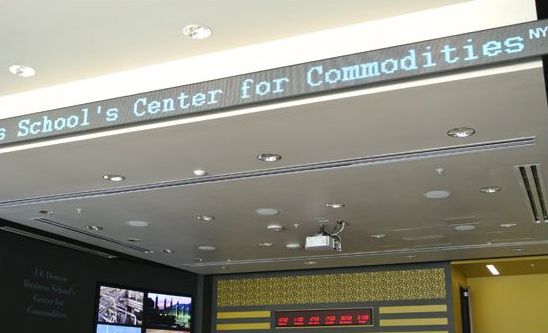 s School's Center for Commodities NY
UC Denver
Business School's
Center for
Commodities